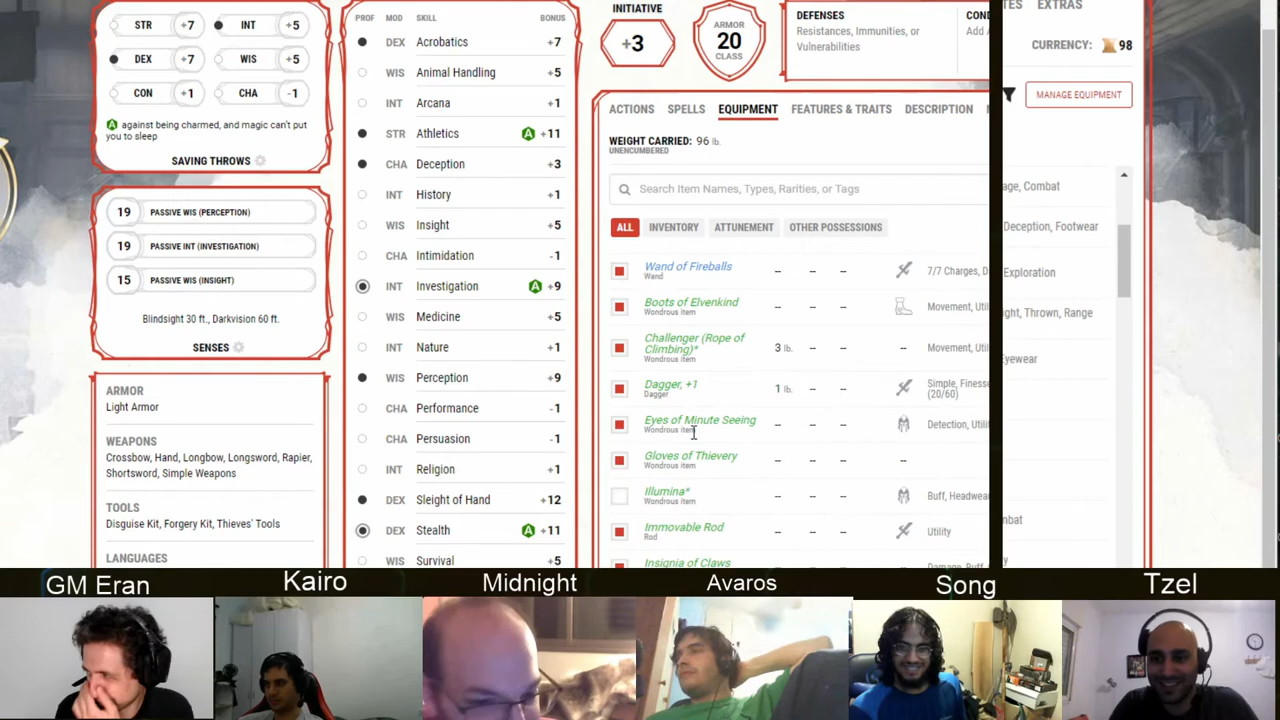 STR +7
INT +5
DEX +7
WIS +5
CON +1
CHA -1
A against being charmed, and magic can't put
you to sleep
SAVING THROWS
19 PASSIVE WIS (PERCEPTION)
19 PASSIVE INT (INVESTIGATION)
15 PASSIVE WIS (INSIGHT)
Blindsight 30 ft., Darkvision 60 ft.
SENSES
ARMOR
Light Armor
WEAPONS
Crossbow, Hand, Longbow, Longsword, Rapier,
Shortsword, Simple Weapons
TOOLS
Disguise Kit, Forgery Kit, Thieves' Tools
LANGUAGES
PROF MOD SKILL BONUS
DEX Acrobatics +7
WIS Animal Handling +5
INT Arcana +1
STR Athletics A +11
CHA Deception +3
INT History +1
WIS Insight +5
CHA Intimidation -1
INT Investigation A +9
WIS Medicine +5
INT Nature +1
WIS Perception +9
CHA Performance -1
CHA Persuasion -1
INT Religion +1
DEX Sleight of Hand +12
DEX Stealth A +11
WIS Survival +5
INITIATIVE
+3
ARMOR
20
CLASS
DEFENSES
Resistances, Immunities, or
Vulnerabilities
CON
Add
ACTIONS SPELLS EQUIPMENT FEATURES & TRAITS DESCRIPTION
WEIGHT CARRIED: 96 lb.
UNENCUMBERED
Search Item Names, Types, Rarities, or Tags
ALL INVENTORY ATTUNEMENT OTHER POSSESSIONS
Wand of Fireballs -- -- -- 7/7 Charges, D
Wand
Boots of Elvenkind -- -- -- Movement, Util
Wondrous item
Challenger (Rope of
Climbing)* 3 lb. -- -- -- Movement, Util
Wondrous item
Dagger, +1 1 lb. -- -- Simple, Finesse
Dagger (20/60)
Eyes of Minute Seeing -- -- -- Detection, Utili
Wondrous item
Gloves of Thievery -- -- -- --
Wondrous item
Illumina* -- -- -- Buff, Headwea
Wondrous item
Immovable Rod -- -- -- Utility
Rod
Insignia of Claws -- -- -- Damage, Buff
TES EXTRAS
CURRENCY: 98
MANAGE EQUIPMENT
age, Combat
Deception, Footwear
Exploration
ght, Thrown, Range
Eyewear
mbat
GM Eran
Kairo
Midnight
Avaros
Song
Tzel